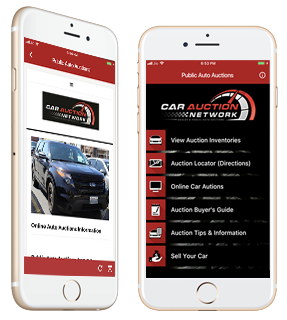 Public Auto Auctions
CAR AUCTION
NETWORK
Online Auto Auctions Information
6:53 PM
Public Auto Auctions
CAR AUCTION
NETWORK
View Auction Inventories
Auction Locator (Directions)
Online Car Autions
Auction Buyer's Guide
Auction Tips & Information
Sell Your Car